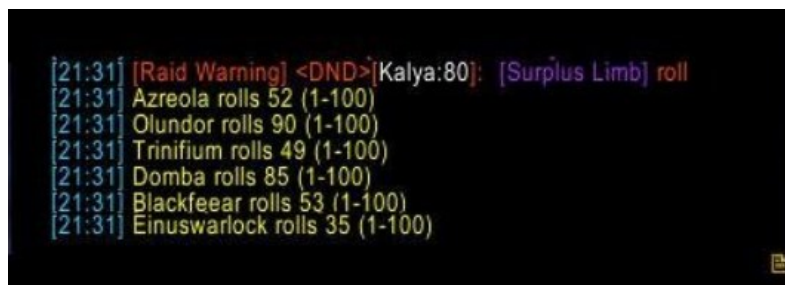 [21:31] [Raid Warning] <DND>[Kalya:80]: [Surplus Limb] roll
[21:31] Azreola rolls 52 (1-100)
[21:31] Olundor rolls 90 (1-100)
[21:31] Trinifium rolls 49 (1-100)
[21:31] Domba rolls 85 (1-100)
[21:31] Blackfeear rolls 53 (1-100)
[21:31] Einuswarlock rolls 35 (1-100)